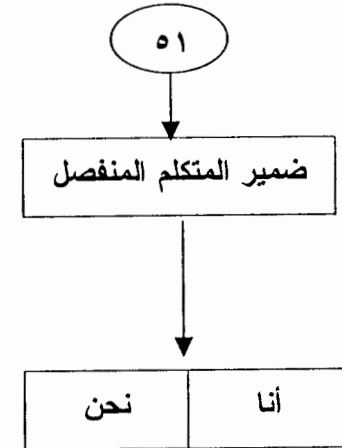 ٥١
ضمير المتكلم المنفصل
أنا نحن